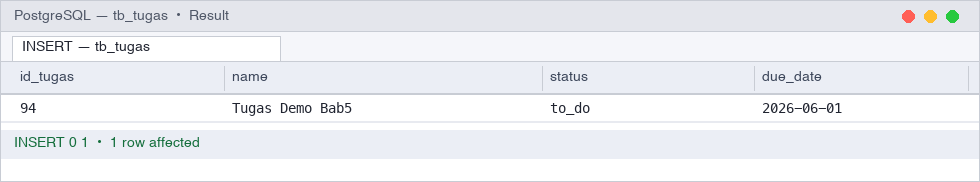 PostgreSQL — tb_tugas • Result
INSERT — tb_tugas
id_tugas name status due_date
94 Tugas Demo Bab5 to_do 2026-06-01
INSERT 0 1 • 1 row affected